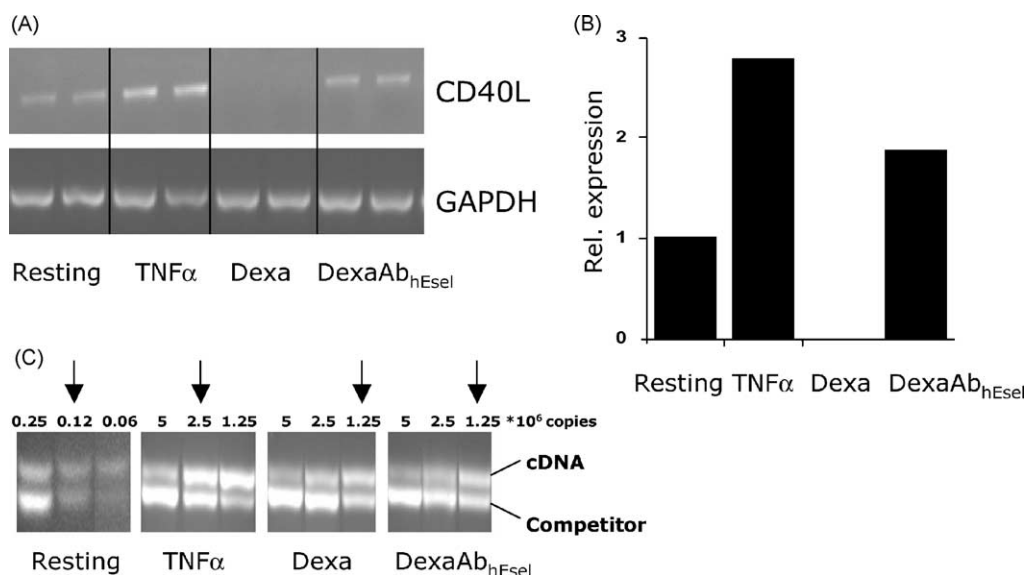 (A)
CD40L
GAPDH
Resting TNFα Dexa DexaAbhEsel
(B)
3
2
1
0
Rel. expression
Resting TNFα Dexa DexaAbhEsel
(C)
0.25 0.12 0.06 5 2.5 1.25 5 2.5 1.25 5 2.5 1.25 *10⁶ copies
cDNA
Competitor
Resting TNFα Dexa DexaAbhEsel